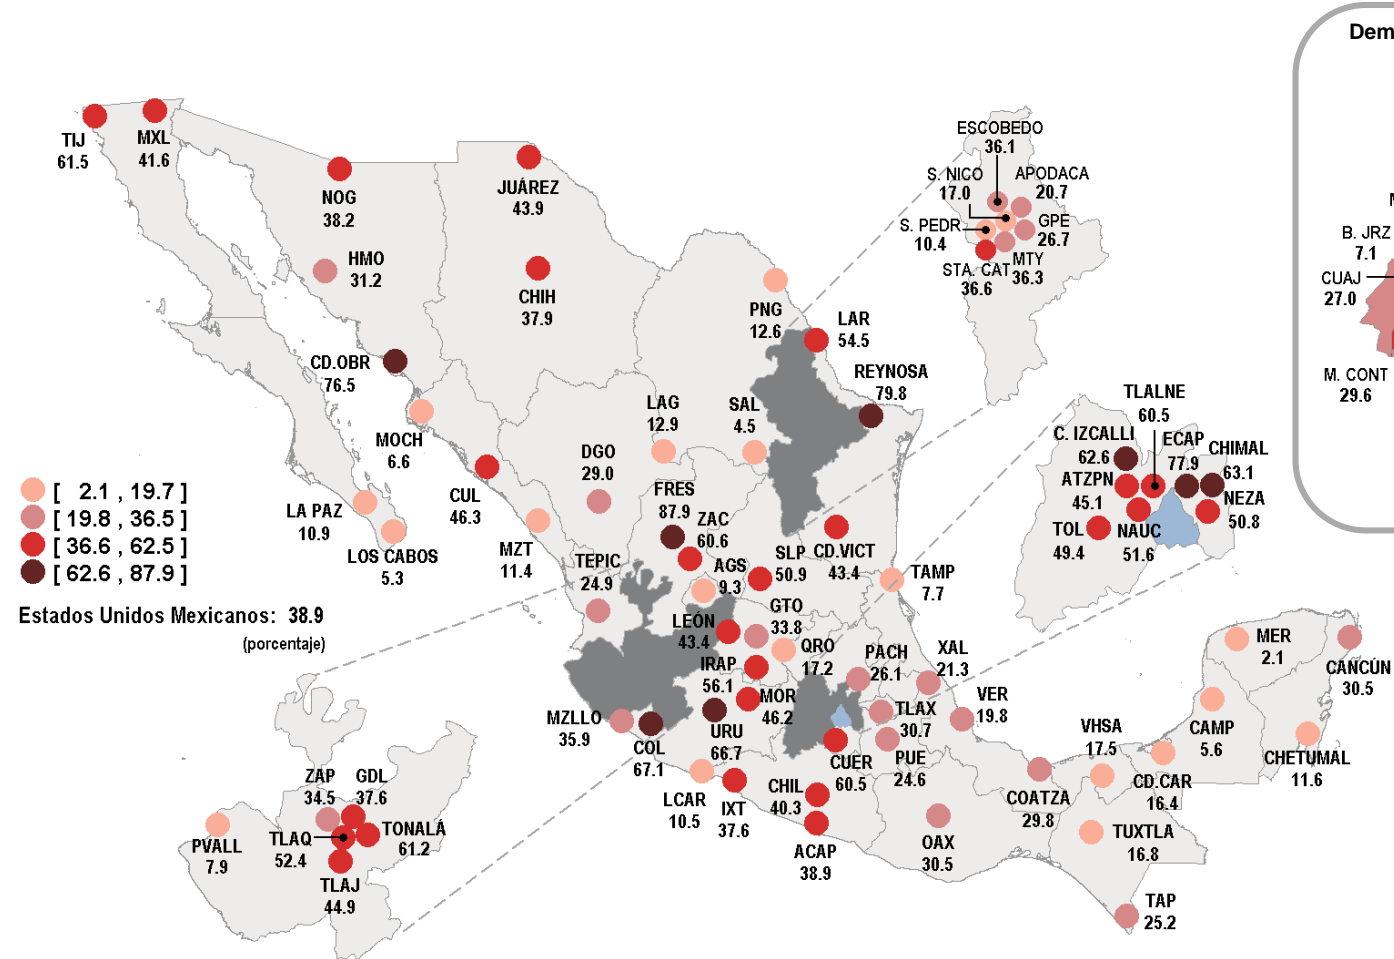 Dem
ESCOBEDO
36.1
S. NICO
17.0
APODACA
20.7
S. PEDR
10.4
GPE
26.7
STA. CAT
36.6
MTY
36.3
TIJ
61.5
MXL
41.6
NOG
38.2
JUÁREZ
43.9
HMO
31.2
CHIH
37.9
PNG
12.6
LAR
54.5
REYNOSA
79.8
CD.OBR
76.5
MOCH
6.6
LAG
12.9
SAL
4.5
DGO
29.0
CUL
46.3
FRES
87.9
ZAC
60.6
LA PAZ
10.9
LOS CABOS
5.3
MZT
11.4
TEPIC
24.9
AGS
9.3
SLP
50.9
CD.VICT
43.4
TAMP
7.7
LEÓN
43.4
GTO
33.8
IRAP
56.1
QRO
17.2
PACH
26.1
XAL
21.3
MOR
46.2
URU
66.7
MZLLO
35.9
COL
67.1
TLAX
30.7
VER
19.8
PUE
24.6
CUER
60.5
LCAR
10.5
IXT
37.6
CHIL
40.3
ACAP
38.9
OAX
30.5
COATZA
29.8
VHSA
17.5
CD.CAR
16.4
TUXTLA
16.8
TAP
25.2
MER
2.1
CANCÚN
30.5
CAMP
5.6
CHETUMAL
11.6
B. JRZ
7.1
CUAJ
27.0
M. CONT
29.6
M
TLALNE
60.5
C. IZCALLI
62.6
ECAP
77.9
CHIMAL
63.1
ATZPN
45.1
NEZA
50.8
TOL
49.4
NAUC
51.6
[ 2.1 , 19.7 ]
[ 19.8 , 36.5 ]
[ 36.6 , 62.5 ]
[ 62.6 , 87.9 ]
Estados Unidos Mexicanos: 38.9
(porcentaje)
ZAP
34.5
GDL
37.6
PVALL
7.9
TLAQ
52.4
TONALÁ
61.2
TLAJ
44.9